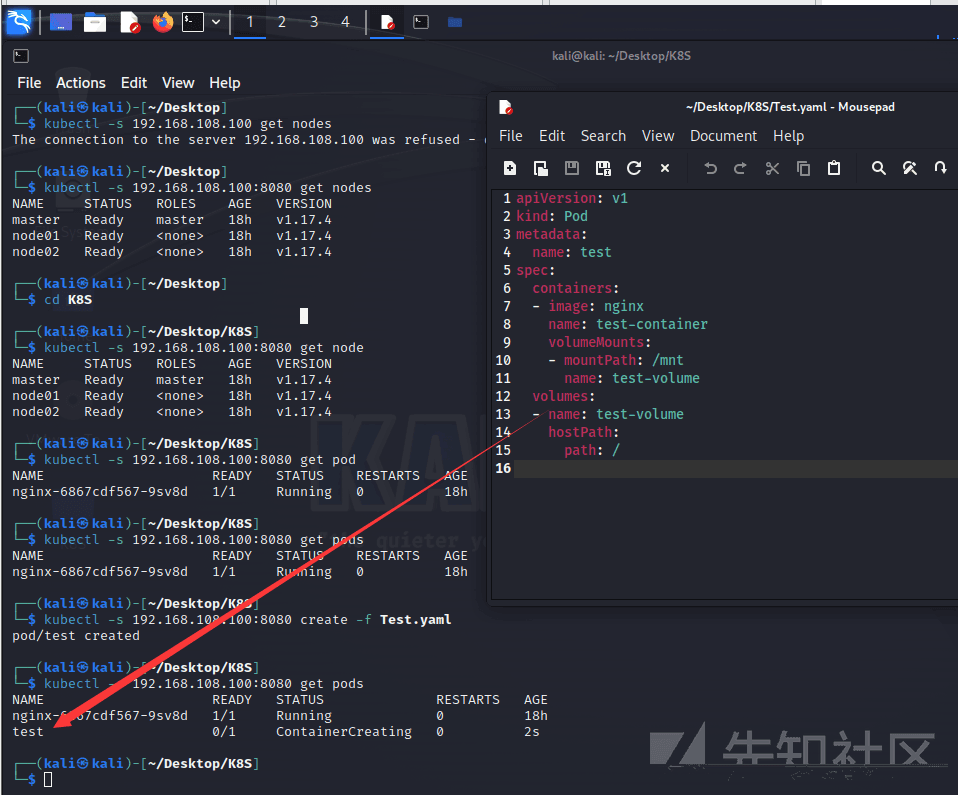 1 2 3 4
kali@kali: ~/Desktop/K8S
File Actions Edit View Help
┌──(kali㉿kali)-[~/Desktop]
└─$ kubectl -s 192.168.108.100 get nodes
The connection to the server 192.168.108.100 was refused -
┌──(kali㉿kali)-[~/Desktop]
└─$ kubectl -s 192.168.108.100:8080 get nodes
NAME STATUS ROLES AGE VERSION
master Ready master 18h v1.17.4
node01 Ready <none> 18h v1.17.4
node02 Ready <none> 18h v1.17.4
┌──(kali㉿kali)-[~/Desktop]
└─$ cd K8S
┌──(kali㉿kali)-[~/Desktop/K8S]
└─$ kubectl -s 192.168.108.100:8080 get node
NAME STATUS ROLES AGE VERSION
master Ready master 18h v1.17.4
node01 Ready <none> 18h v1.17.4
node02 Ready <none> 18h v1.17.4
┌──(kali㉿kali)-[~/Desktop/K8S]
└─$ kubectl -s 192.168.108.100:8080 get pod
NAME READY STATUS RESTARTS AGE
nginx-6867cdf567-9sv8d 1/1 Running 0 18h
┌──(kali㉿kali)-[~/Desktop/K8S]
└─$ kubectl -s 192.168.108.100:8080 get pods
NAME READY STATUS RESTARTS AGE
nginx-6867cdf567-9sv8d 1/1 Running 0 18h
┌──(kali㉿kali)-[~/Desktop/K8S]
└─$ kubectl -s 192.168.108.100:8080 create -f Test.yaml
pod/test created
┌──(kali㉿kali)-[~/Desktop/K8S]
└─$ kubectl -s 192.168.108.100:8080 get pods
NAME READY STATUS RESTARTS AGE
nginx-6867cdf567-9sv8d 1/1 Running 0 18h
test 0/1 ContainerCreating 0 2s
┌──(kali㉿kali)-[~/Desktop/K8S]
└─$
~/Desktop/K8S/Test.yaml - Mousepad
File Edit Search View Document Help
1 apiVersion: v1
2 kind: Pod
3 metadata:
4   name: test
5 spec:
6   containers:
7   - image: nginx
8     name: test-container
9     volumeMounts:
10     - mountPath: /mnt
11       name: test-volume
12   volumes:
13   - name: test-volume
14     hostPath:
15       path: /
16
先知社区